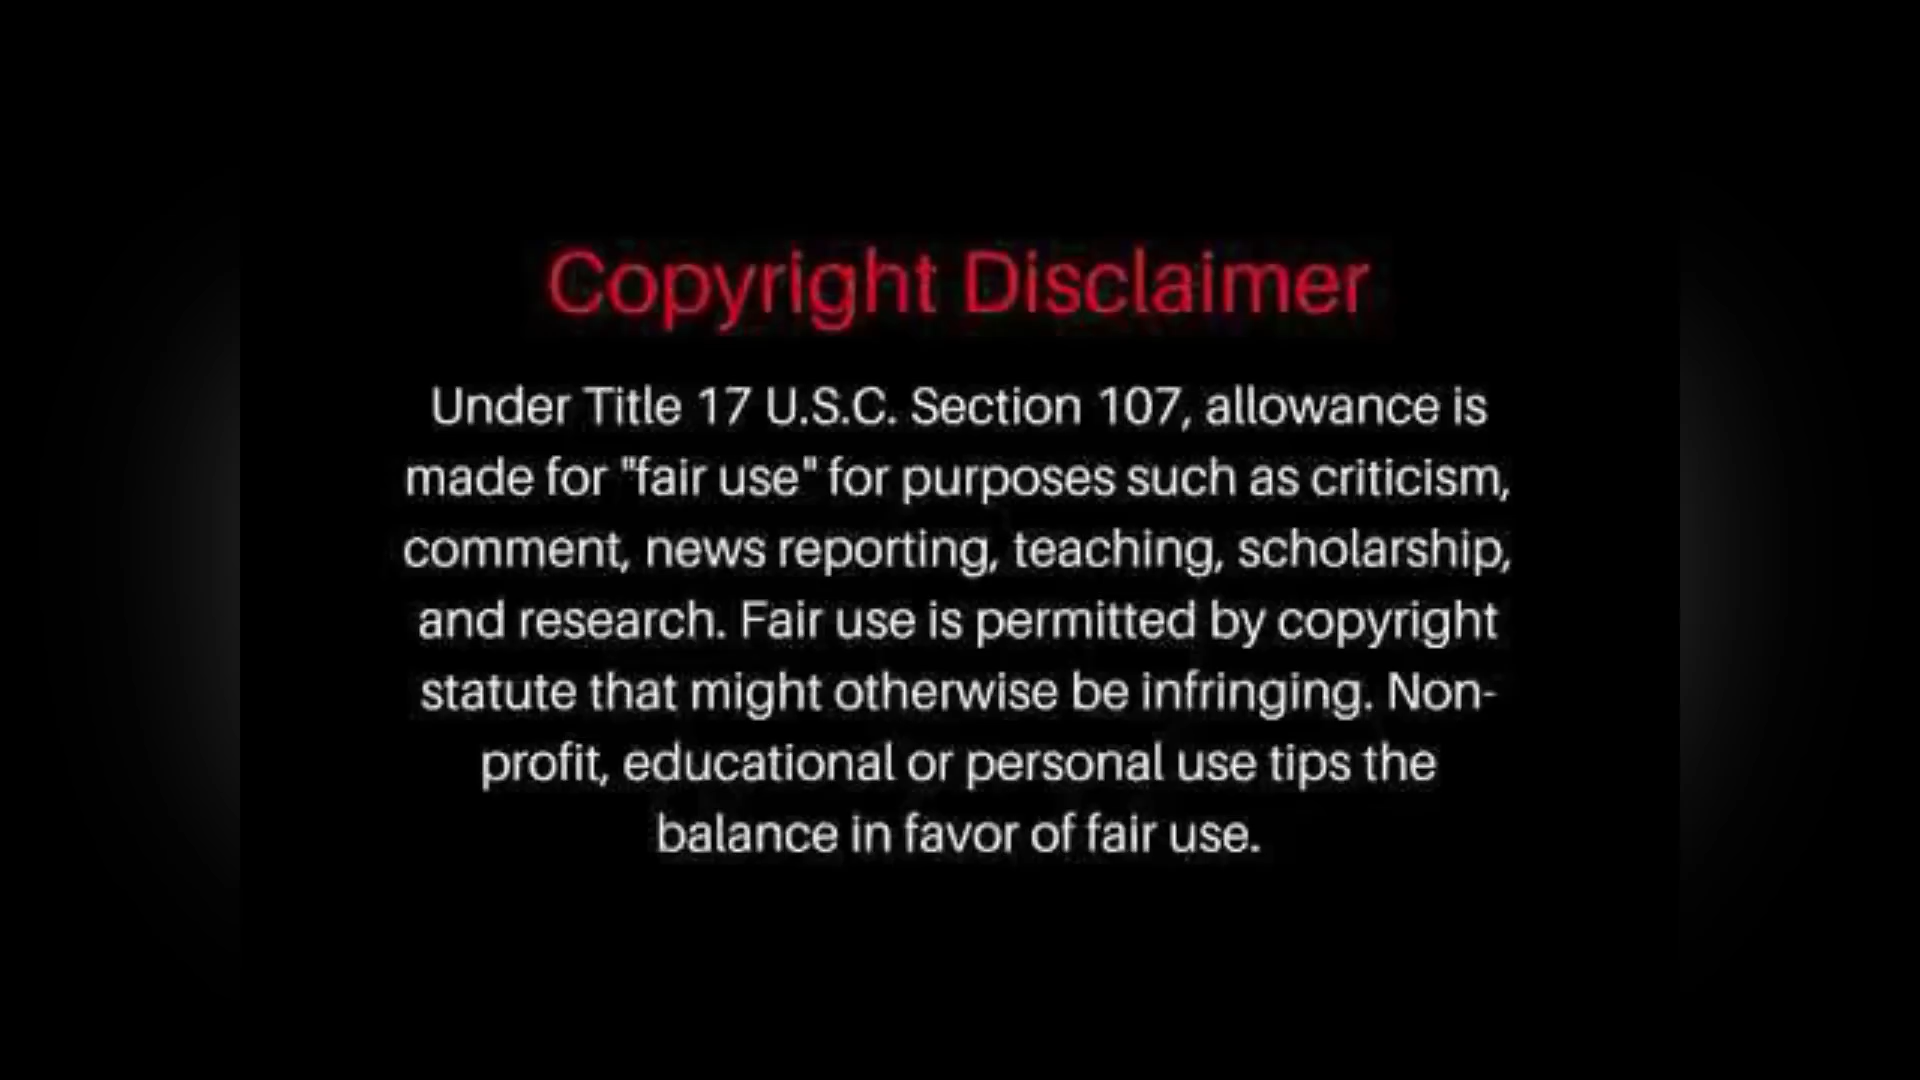 Copyright Disclaimer
Under Title 17 U.S.C. Section 107, allowance is
made for "fair use" for purposes such as criticism,
comment, news reporting, teaching, scholarship,
and research. Fair use is permitted by copyright
statute that might otherwise be infringing. Non-
profit, educational or personal use tips the
balance in favor of fair use.